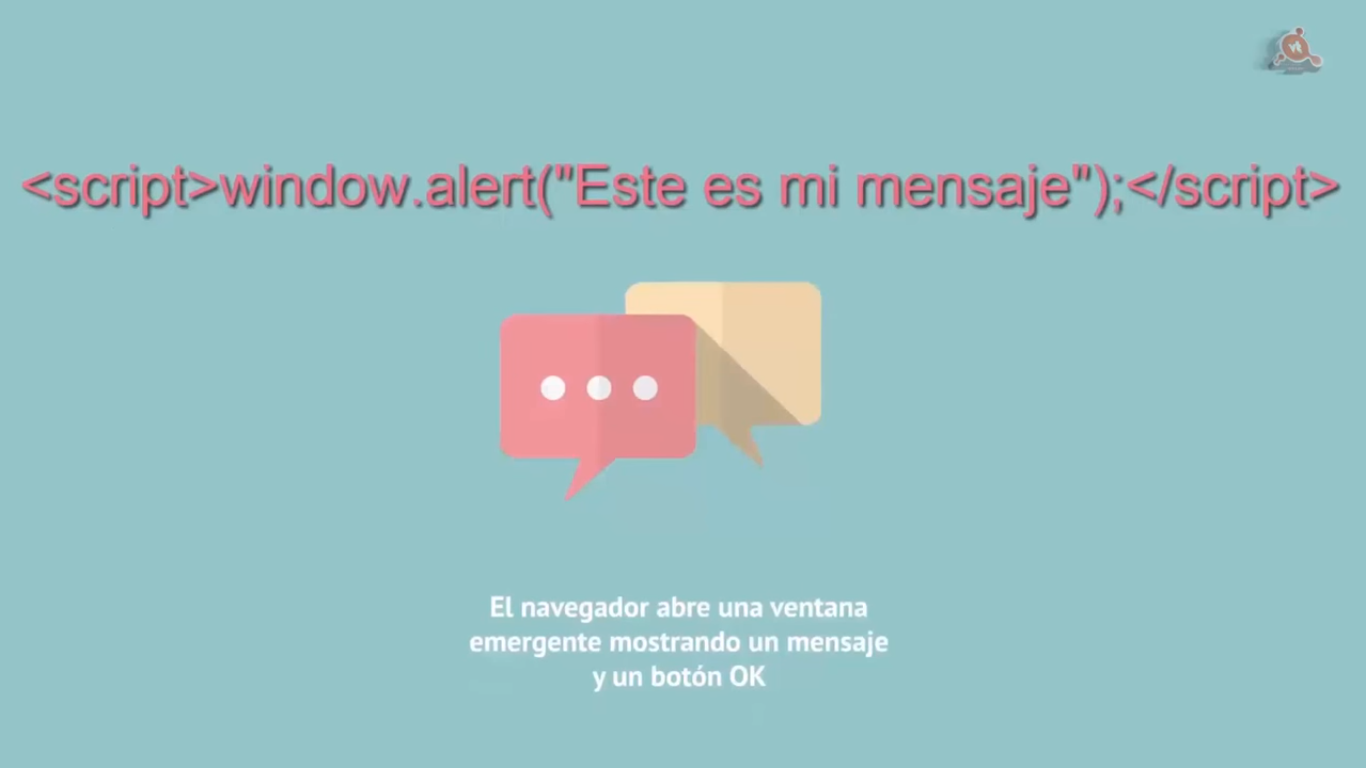 <script>window.alert("Este es mi mensaje");</script>
El navegador abre una ventana
emergente mostrando un mensaje
y un botón OK